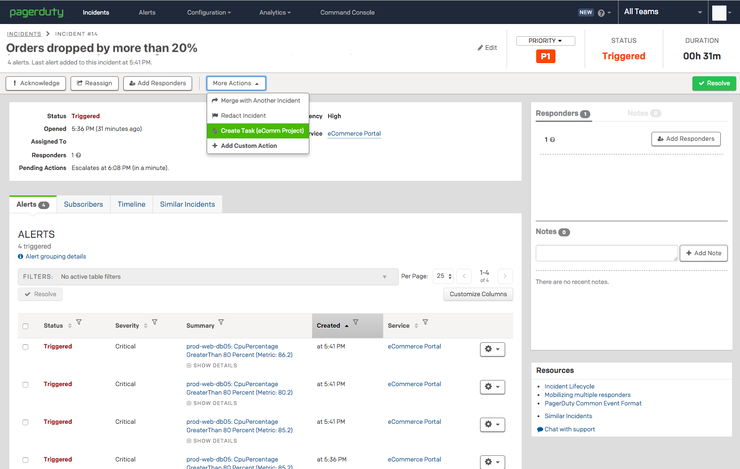 pagerduty Incidents Alerts Configuration Analytics Command Console NEW All Teams
INCIDENTS > INCIDENT #14
Orders dropped by more than 20%
4 alerts. Last alert added to this incident at 5:41 PM.
Edit
PRIORITY
P1
STATUS
Triggered
DURATION
00h 31m
Acknowledge Reassign Add Responders More Actions Resolve
Merge with Another Incident
Redact Incident
Create Task (eComm Project)
Add Custom Action
Status Triggered
Opened 5:36 PM (31 minutes ago)
Assigned To
Responders 1
Pending Actions Escalates at 6:08 PM (in a minute).
ency High
vice eCommerce Portal
Responders 1 Notes 0
1 Add Responders
Notes 0
Add Note
There are no recent notes.
Alerts 4 Subscribers Timeline Similar Incidents
ALERTS
4 triggered
Alert grouping details
FILTERS: No active table filters Per Page: 25 1-4
of 4
Resolve Customize Columns
Status Severity Summary Created Service
Triggered Critical prod-web-db05: CpuPercentage at 5:41 PM eCommerce Portal
GreaterThan 80 Percent (Metric: 86.2)
SHOW DETAILS
Triggered Critical prod-web-db05: CpuPercentage at 5:41 PM eCommerce Portal
GreaterThan 80 Percent (Metric: 80.2)
SHOW DETAILS
Triggered Critical prod-web-db05: CpuPercentage at 5:41 PM eCommerce Portal
GreaterThan 80 Percent (Metric: 85.2)
SHOW DETAILS
Triggered Critical prod-web-db05: CpuPercentage at 5:36 PM eCommerce Portal
GreaterThan 80 Percent (Metric: 85.2)
Resources
Incident Lifecycle
Mobilizing multiple responders
PagerDuty Common Event Format
Similar Incidents
Chat with support